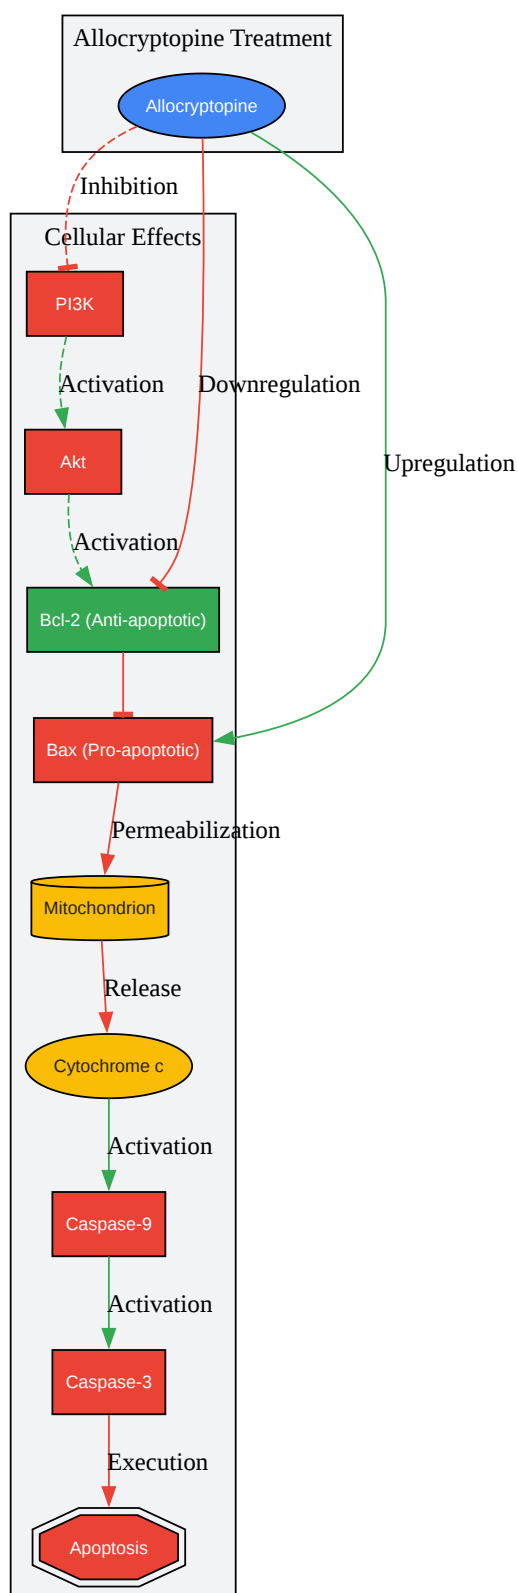 Allocryptopine Treatment
Allocryptopine
Inhibition
Cellular Effects
PI3K
Activation
Downregulation
Upregulation
Akt
Activation
Bcl-2 (Anti-apoptotic)
Bax (Pro-apoptotic)
Permeabilization
Mitochondrion
Release
Cytochrome c
Activation
Caspase-9
Activation
Caspase-3
Execution
Apoptosis